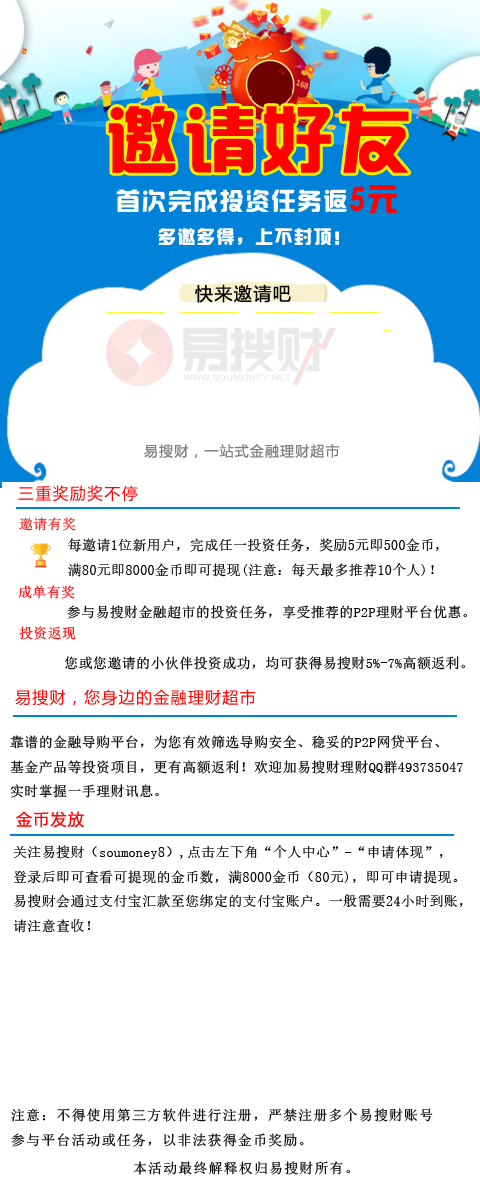 168
邀请好友
首次完成投资任务返5元
多邀多得，上不封顶！
快来邀请吧
易搜财
WWW.SOUMONEY.NET
易搜财，一站式金融理财超市
三重奖励奖不停
邀请有奖
每邀请1位新用户，完成任一投资任务，奖励5元即500金币，
满80元即8000金币即可提现(注意：每天最多推荐10个人)！
成单有奖
参与易搜财金融超市的投资任务，享受推荐的P2P理财平台优惠。
投资返现
您或您邀请的小伙伴投资成功，均可获得易搜财5%-7%高额返利。
易搜财，您身边的金融理财超市
靠谱的金融导购平台，为您有效筛选导购安全、稳妥的P2P网贷平台、
基金产品等投资项目，更有高额返利！欢迎加易搜财理财QQ群493735047
实时掌握一手理财讯息。
金币发放
关注易搜财（soumoney8）,点击左下角“个人中心”-“申请体现”，
登录后即可查看可提现的金币数，满8000金币（80元)，即可申请提现。
易搜财会通过支付宝汇款至您绑定的支付宝账户。一般需要24小时到账，
请注意查收！
注意：不得使用第三方软件进行注册，严禁注册多个易搜财账号
参与平台活动或任务，以非法获得金币奖励。
本活动最终解释权归易搜财所有。